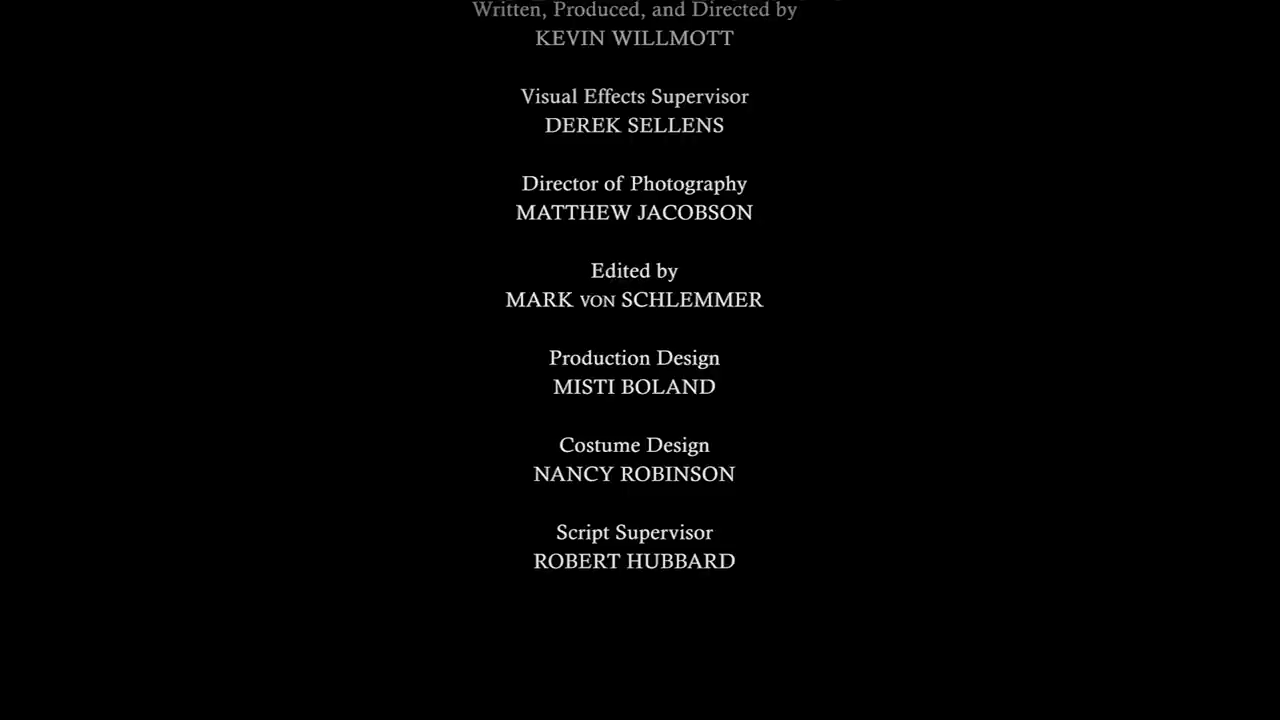 Written, Produced, and Directed by
KEVIN WILLMOTT
Visual Effects Supervisor
DEREK SELLENS
Director of Photography
MATTHEW JACOBSON
Edited by
MARK VON SCHLEMMER
Production Design
MISTI BOLAND
Costume Design
NANCY ROBINSON
Script Supervisor
ROBERT HUBBARD